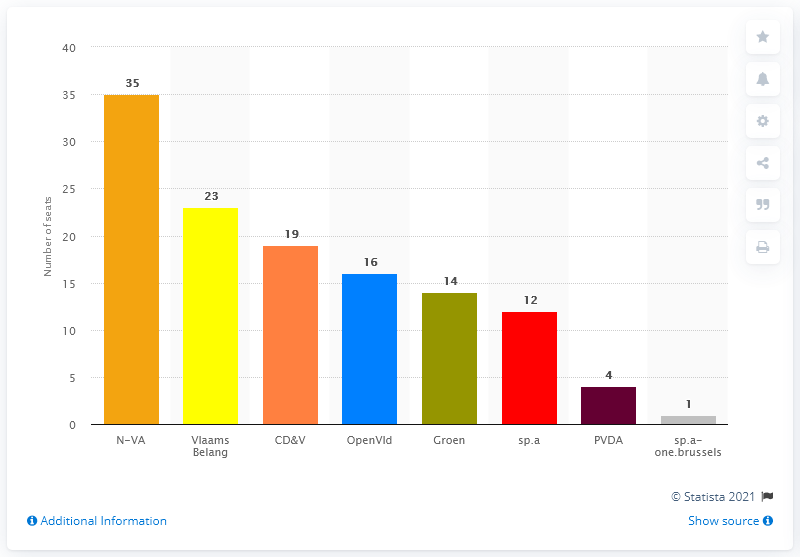 Number of seats
40
35
30
25
20
15
10
5
0
35
23
19
16
14
12
4
1
N-VA
Vlaams
Belang
CD&V
OpenVld
Groen
sp.a
PVDA
sp.a-
one.brussels
© Statista 2021
Additional Information
Show source